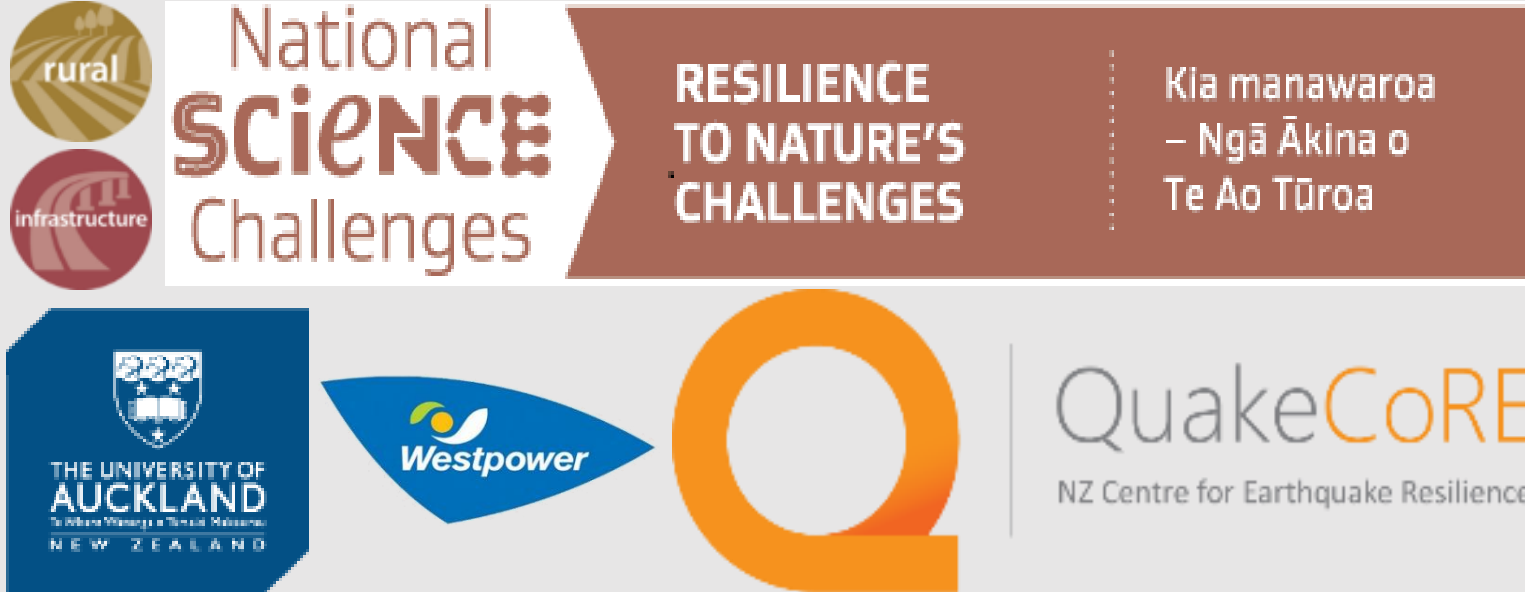 rural
infrastructure
National
SCieNCE
Challenges
RESILIENCE
TO NATURE'S
CHALLENGES
Kia manawaroa
– Ngā Ākina o
Te Ao Tūroa
THE UNIVERSITY OF
AUCKLAND
NEW ZEALAND
Westpower
QuakeCoRE
NZ Centre for Earthquake Resilience